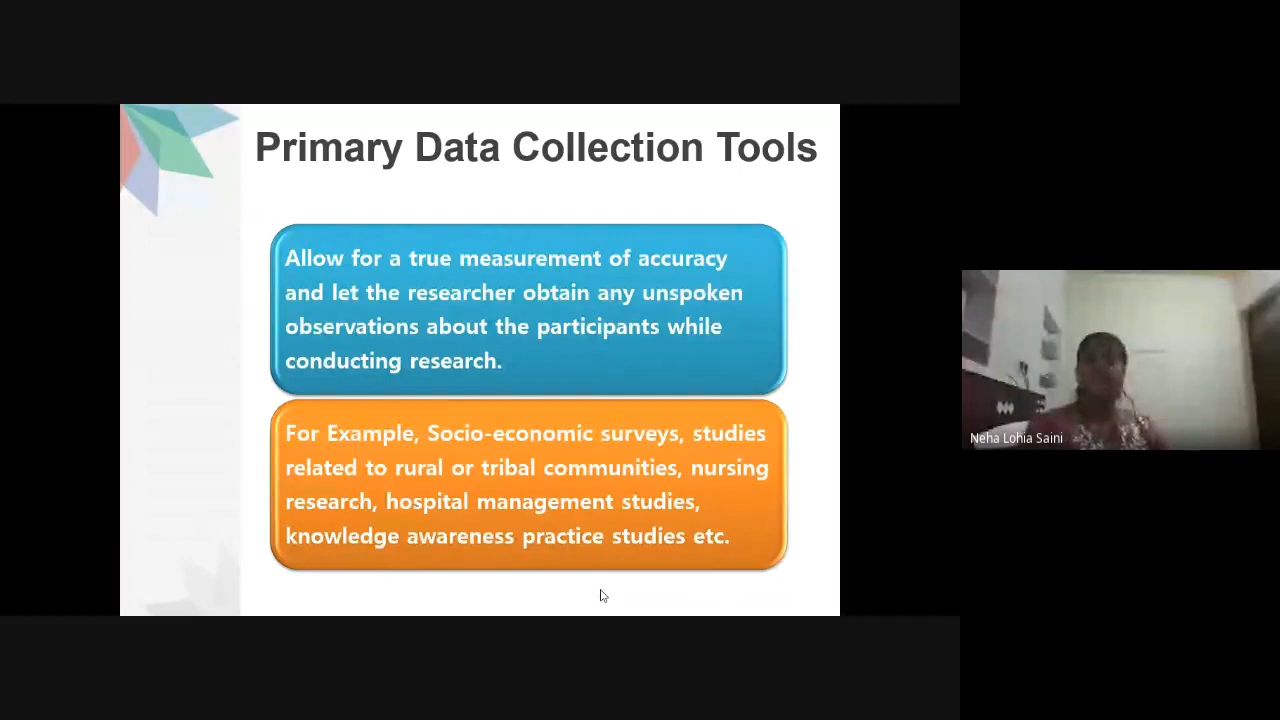 Primary Data Collection Tools
Allow for a true measurement of accuracy
and let the researcher obtain any unspoken
observations about the participants while
conducting research.
For Example, Socio-economic surveys, studies
related to rural or tribal communities, nursing
research, hospital management studies,
knowledge awareness practice studies etc.
Neha Lohia Saini